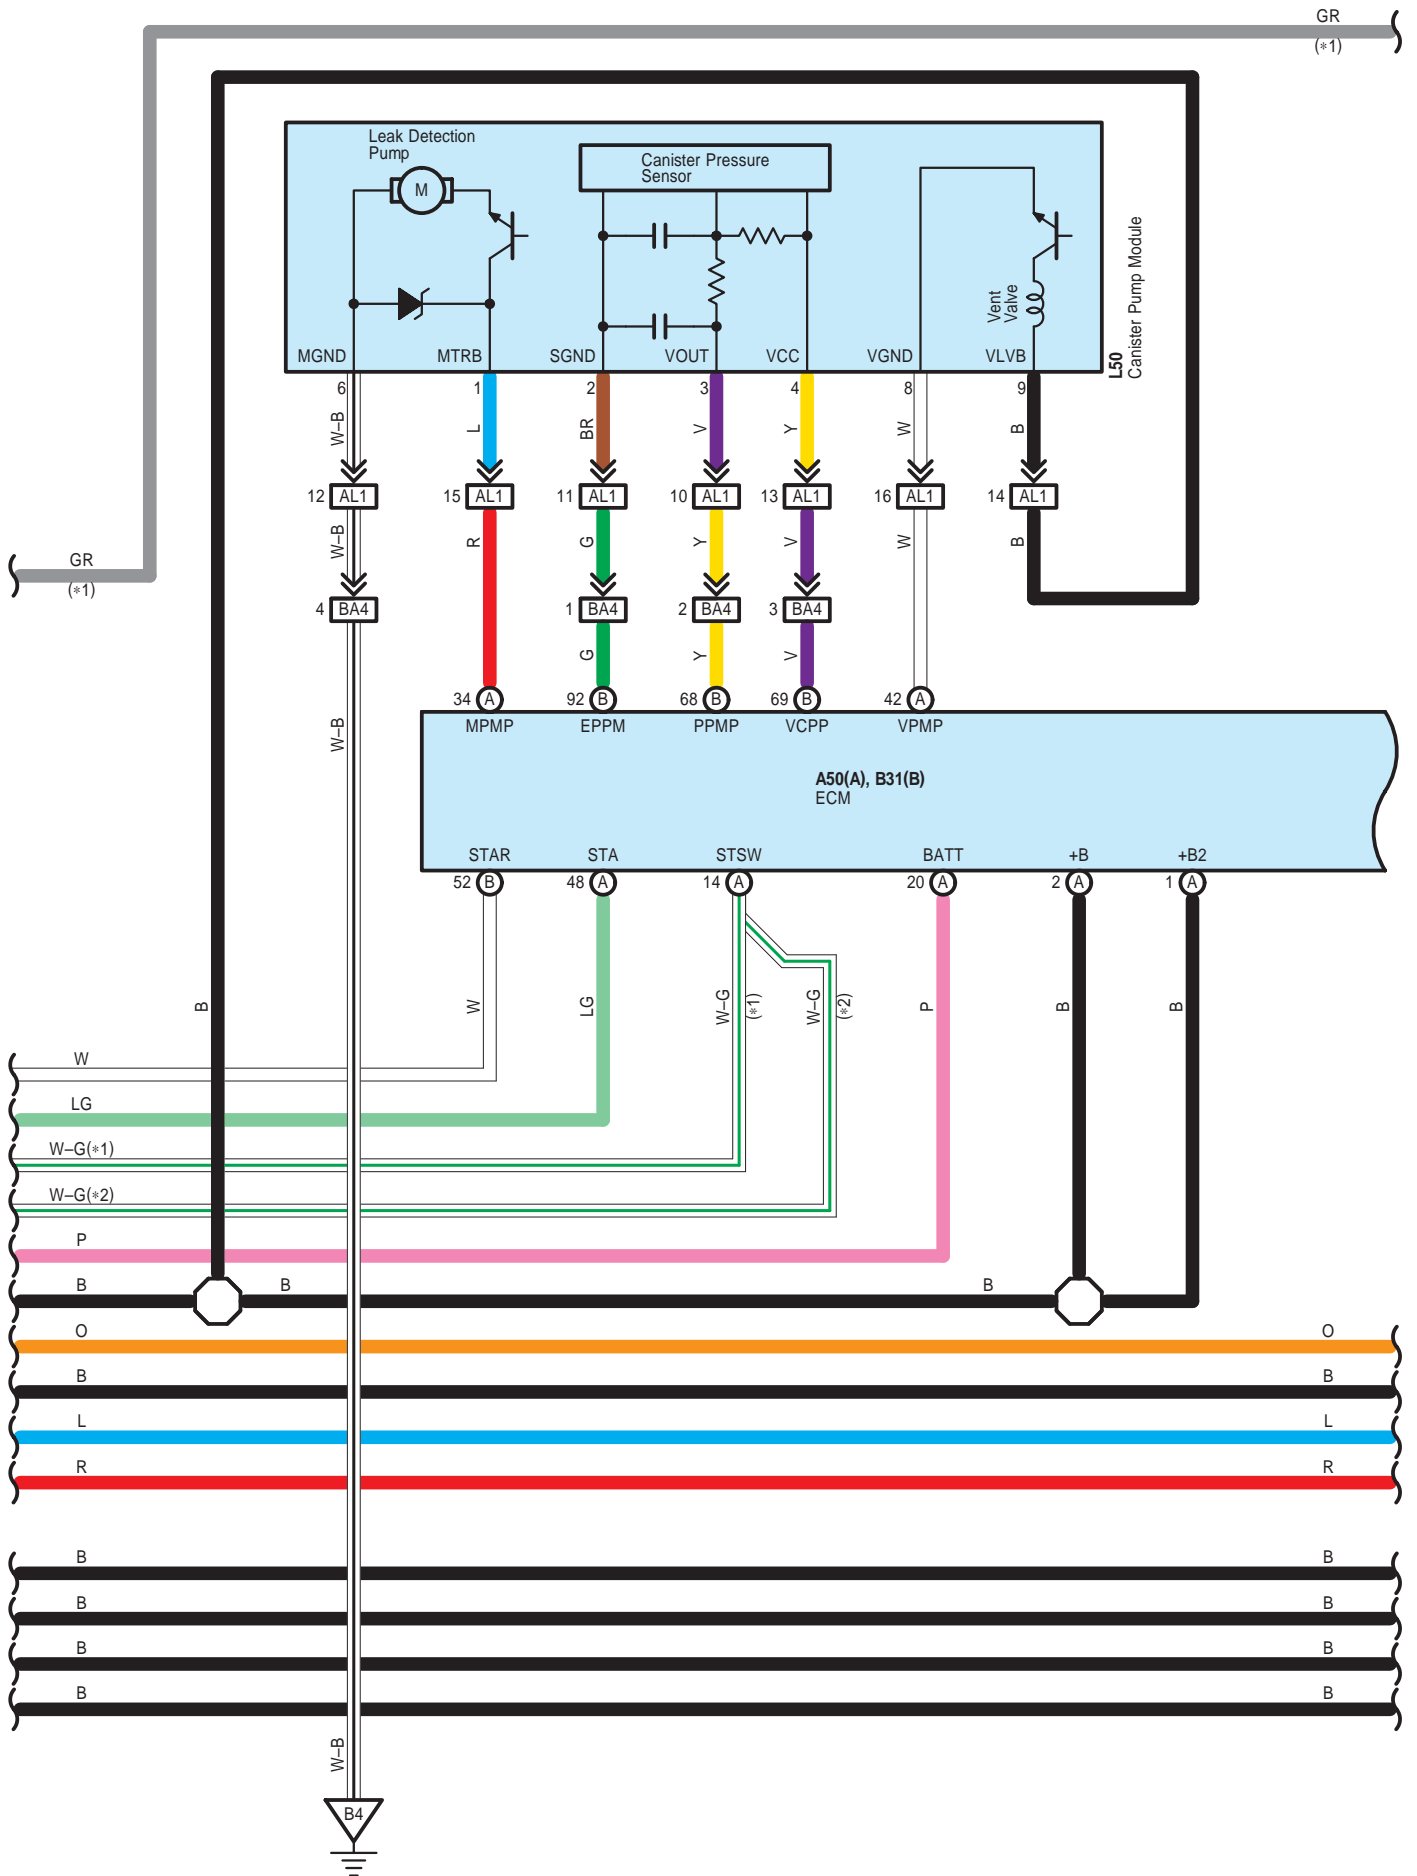 GR
(*1)
Leak Detection
Pump
M
Canister Pressure
Sensor
Vent
Valve
MGND
MTRB
SGND
VOUT
VCC
VGND
VLVB
L50
Canister Pump Module
6
1
2
3
4
8
9
W–B
L
BR
V
Y
W
B
12 AL1
15 AL1
11 AL1
10 AL1
13 AL1
16 AL1
14 AL1
W–B
R
G
Y
V
W
B
GR
(*1)
4 BA4
1 BA4
2 BA4
3 BA4
G
Y
V
34 A
92 B
68 B
69 B
42 A
MPMP
EPPM
PPMP
VCPP
VPMP
W–B
A50(A), B31(B)
ECM
STAR
STA
STSW
BATT
+B
+B2
52 B
48 A
14 A
20 A
2 A
1 A
B
W
LG
W–G
(*1)
W–G
(*2)
P
B
B
W
LG
W–G(*1)
W–G(*2)
P
B
B
B
O
O
B
B
L
L
R
R
B
B
B
B
B
B
B
B
W–B
B4